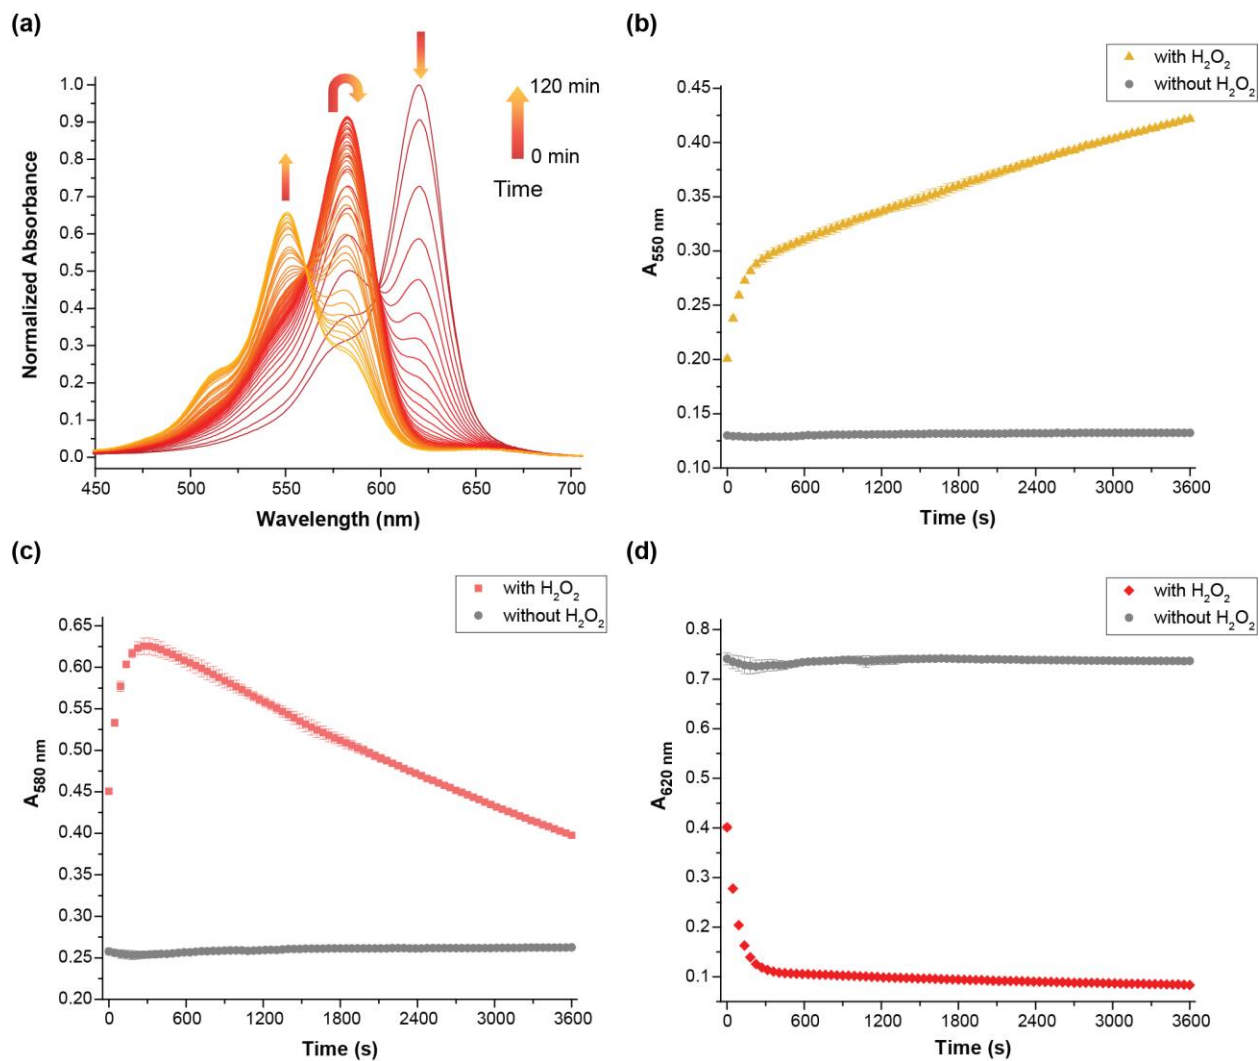 (a)
120 min
0 min
Time
1.0
0.9
0.8
0.7
0.6
0.5
0.4
0.3
0.2
0.1
0.0
Normalized Absorbance
450 500 550 600 650 700
Wavelength (nm)
(b)
with H₂O₂
without H₂O₂
0.45
0.40
0.35
0.30
0.25
0.20
0.15
0.10
A₅₅₀ ₙₘ
0 600 1200 1800 2400 3000 3600
Time (s)
(c)
with H₂O₂
without H₂O₂
0.65
0.60
0.55
0.50
0.45
0.40
0.35
0.30
0.25
0.20
A₅₈₀ ₙₘ
0 600 1200 1800 2400 3000 3600
Time (s)
(d)
with H₂O₂
without H₂O₂
0.8
0.7
0.6
0.5
0.4
0.3
0.2
0.1
A₆₂₀ ₙₘ
0 600 1200 1800 2400 3000 3600
Time (s)